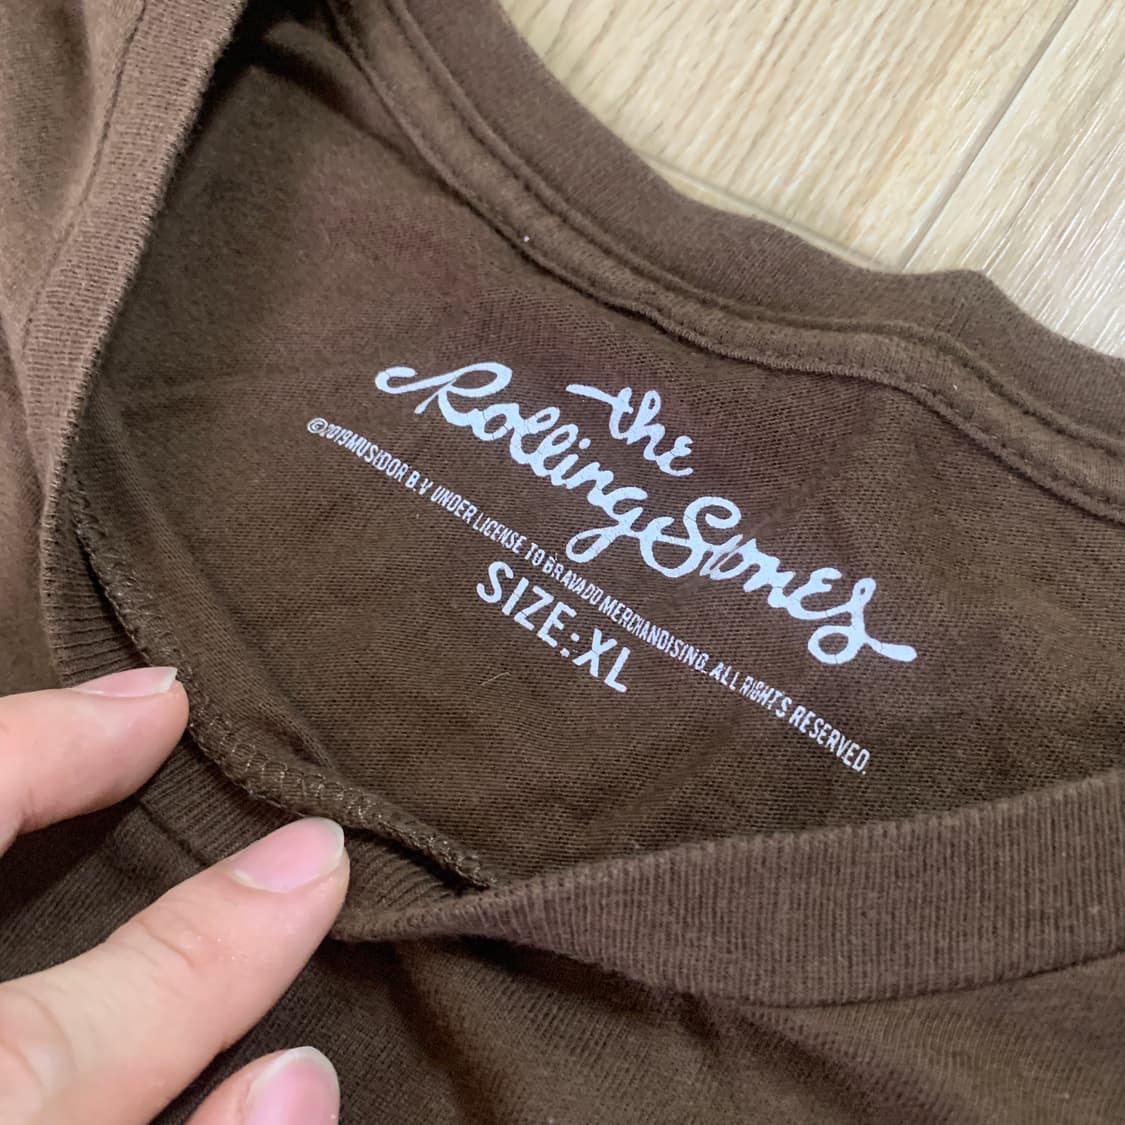 the
Rolling Stones
©2019 MUSIDOR B.V UNDER LICENSE TO BRAVADO MERCHANDISING. ALL RIGHTS RESERVED.
SIZE: XL